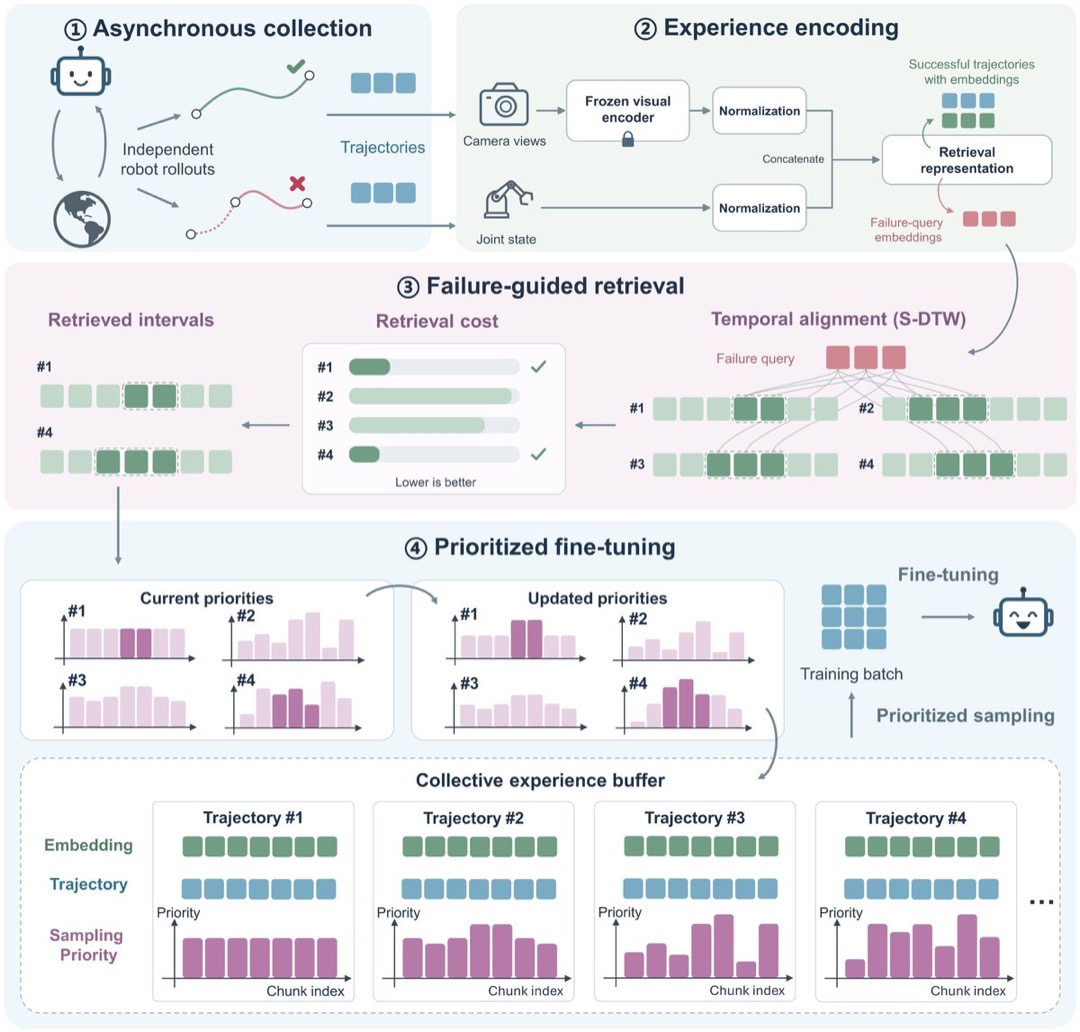 ① Asynchronous collection
Independent
robot rollouts
Trajectories
② Experience encoding
Camera views
Frozen visual
encoder
Normalization
Concatenate
Joint state
Normalization
Successful trajectories
with embeddings
Retrieval
representation
Failure-query
embeddings
③ Failure-guided retrieval
Retrieved intervals
#1
#4
Retrieval cost
#1
#2
#3
#4
Lower is better
Temporal alignment (S-DTW)
Failure query
#1
#2
#3
#4
④ Prioritized fine-tuning
Current priorities
#1
#2
#3
#4
Updated priorities
#1
#2
#3
#4
Fine-tuning
Training batch
Prioritized sampling
Collective experience buffer
Embedding
Trajectory
Sampling
Priority
Trajectory #1
Priority
Chunk index
Trajectory #2
Priority
Chunk index
Trajectory #3
Priority
Chunk index
Trajectory #4
Priority
Chunk index
...